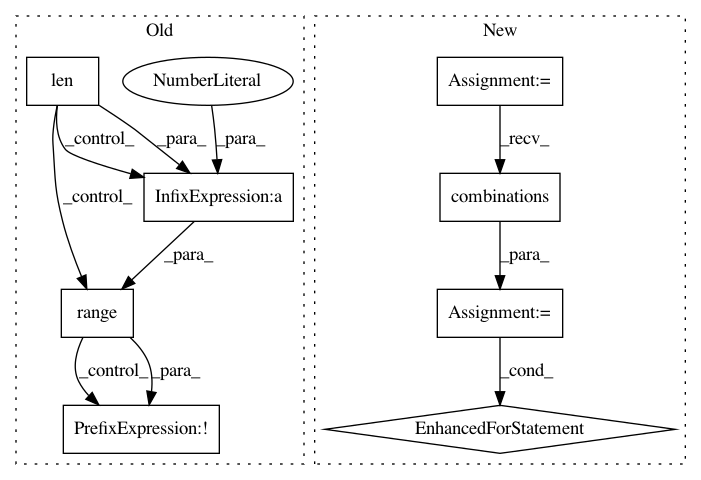 Old
New
len
NumberLiteral
Assignment:=
_control_
_para_
_para_
_recv_
_control_
InfixExpression:a
combinations
_para_
_para_
range
Assignment:=
_control_
_para_
_cond_
PrefixExpression:!
EnhancedForStatement